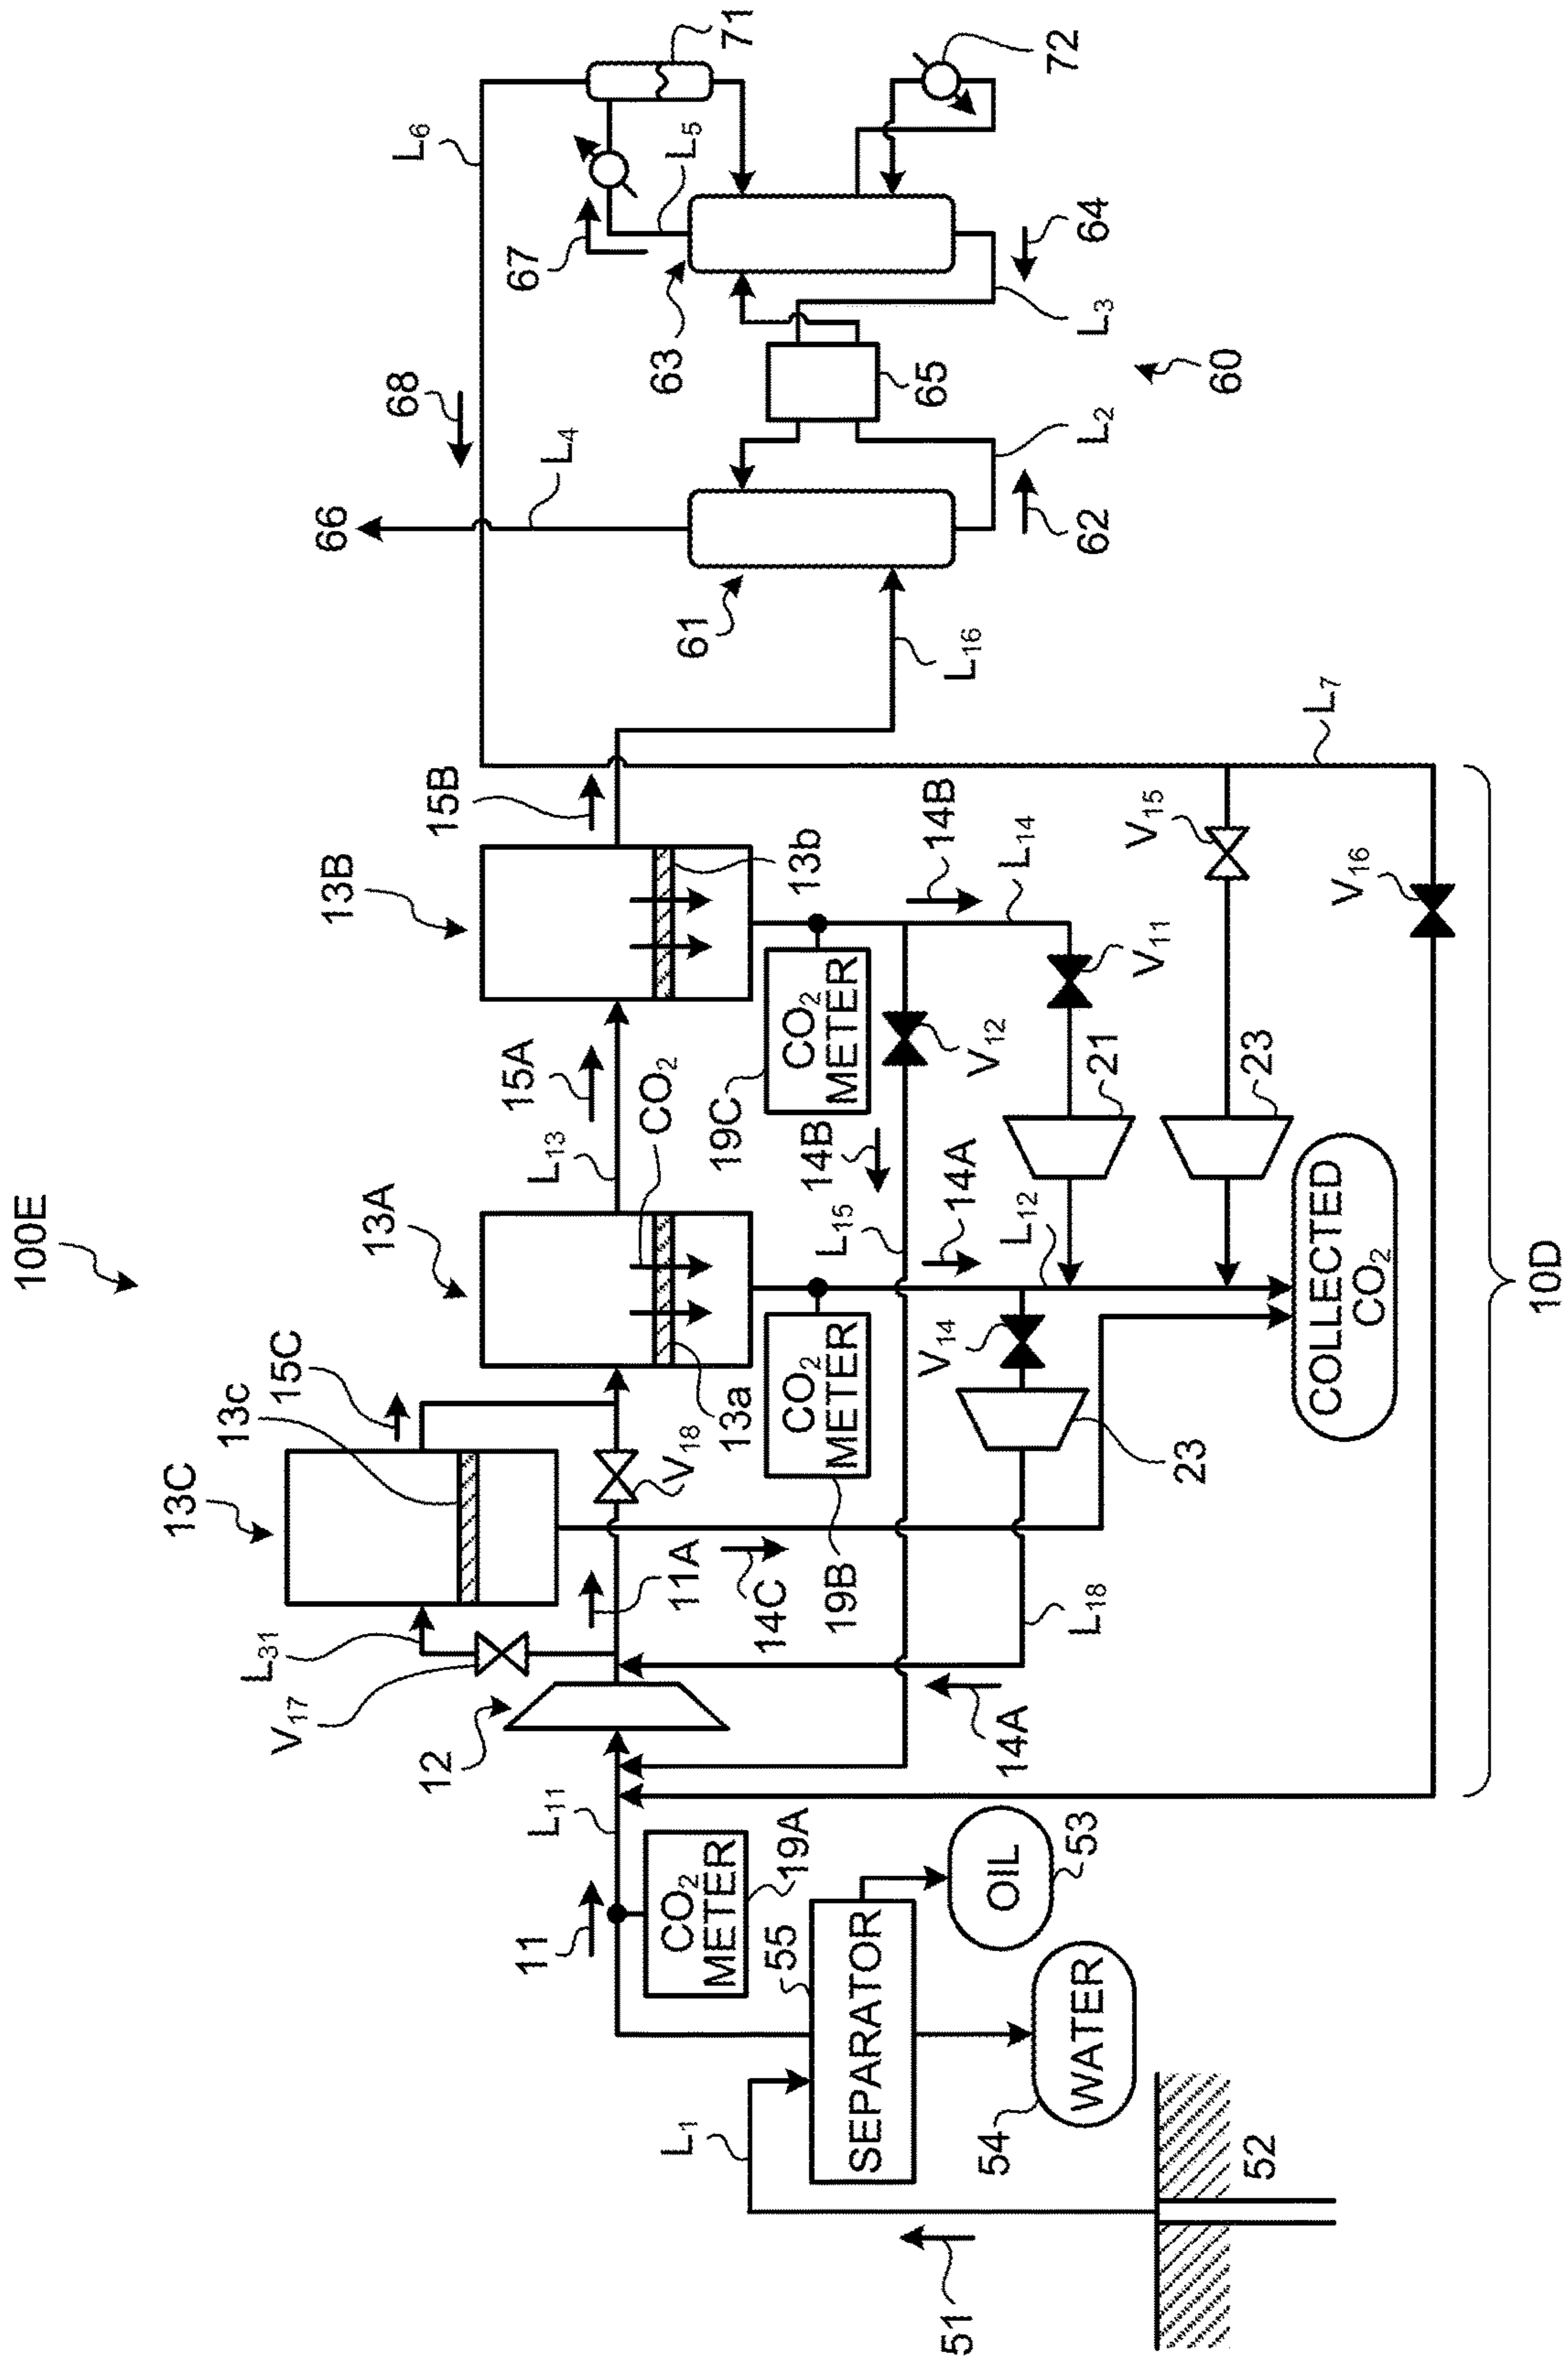 100E
13C
13c
15C
13A
15A
13B
15B
68
L6
66
L4
67
71
L5
72
63
61
65
64
L3
L2
62
60
L16
L31
V17
12
11
L11
11A
14C
V18
13a
CO2
L13
13b
CO2
METER
19A
CO2
METER
19B
CO2
METER
19C
14B
V12
14B
L14
V11
V15
V16
L7
L15
14A
L12
21
23
V14
23
L18
14A
COLLECTED
CO2
10D
51
52
L1
SEPARATOR
55
OIL
53
WATER
54